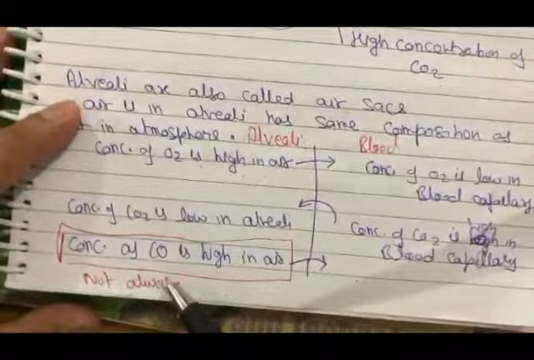 High concentration of
CO2
Alveoli are also called air sacs
air u in alveoli has same composition as
in atmosphere. Alveoli Blood
Conc. of O2 is high in air
Conc. of O2 is low in
Blood capillary
Conc. of CO2 is low in alveoli
Conc. of CO2 is high in
Blood capillary
Conc. of CO is high in air
Not alway